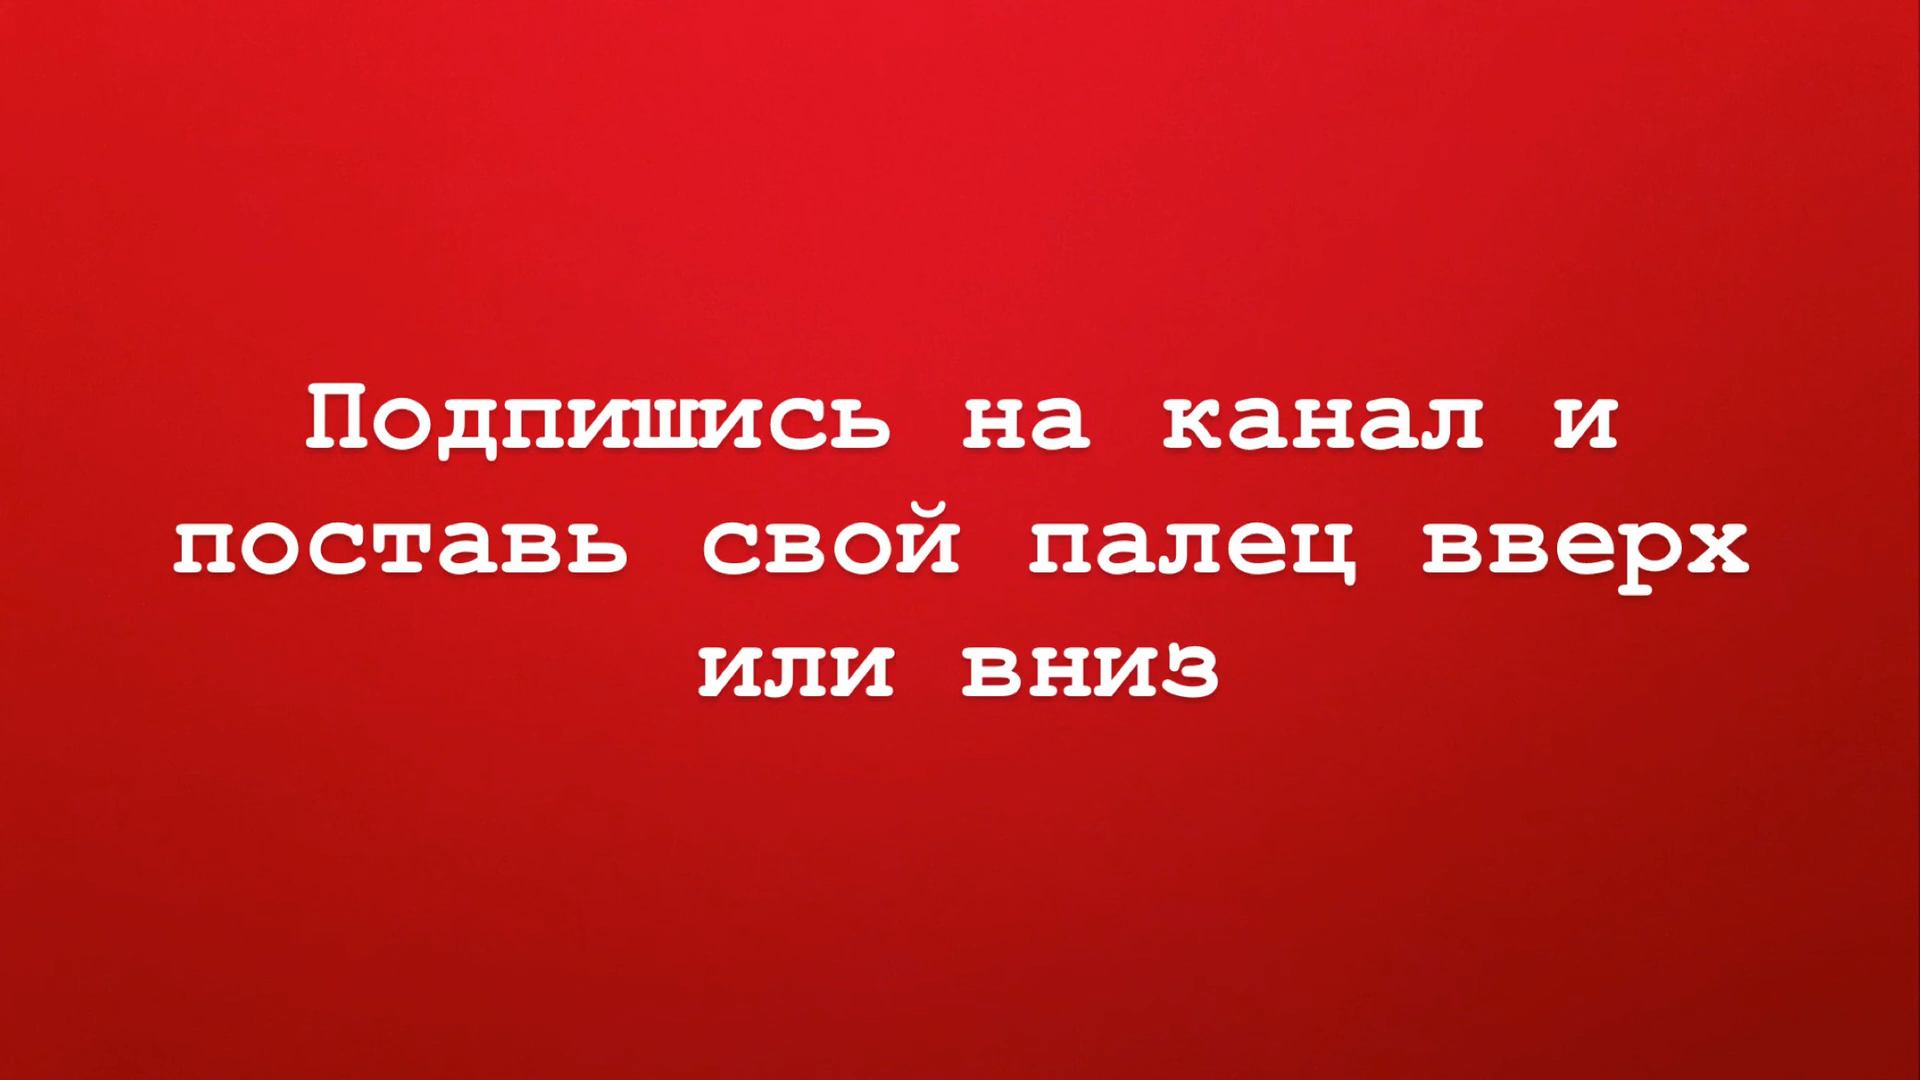 Подпишись на канал и
поставь свой палец вверх
или вниз